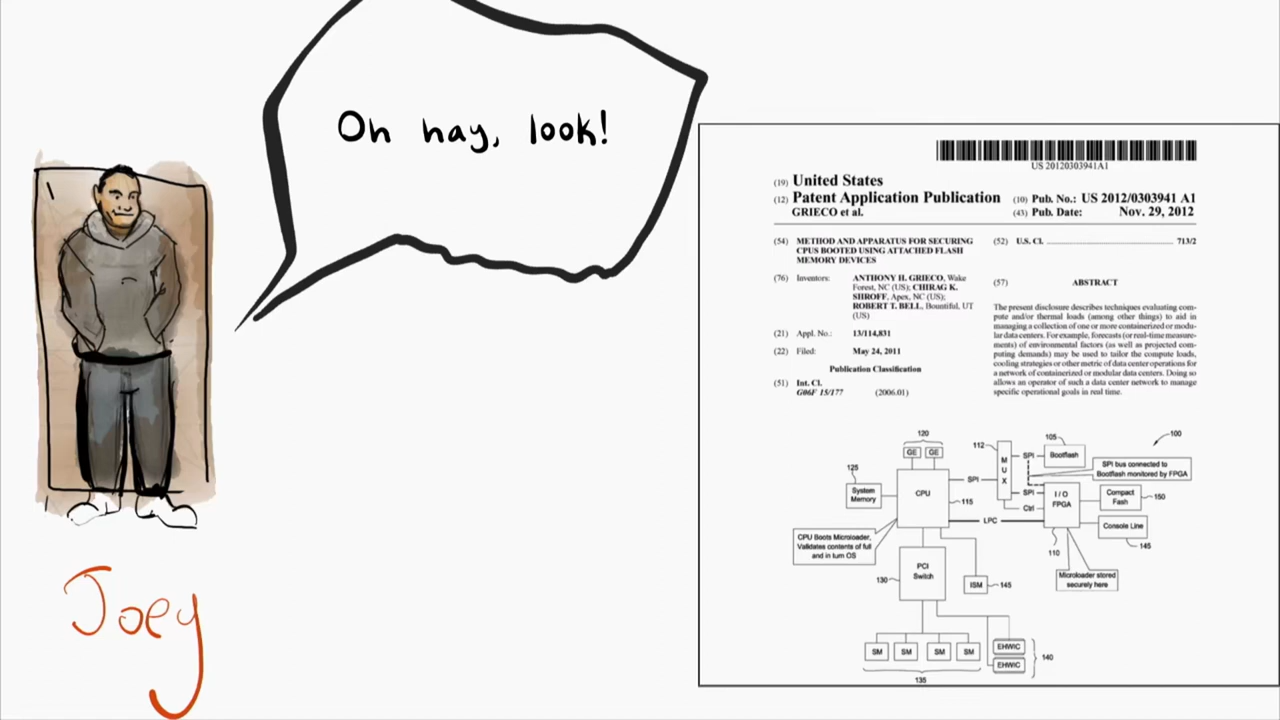 Oh hay, look!
Joey
US 20120303941A1
(19) United States
(12) Patent Application Publication
GRIECO et al.
(10) Pub. No.: US 2012/0303941 A1
(43) Pub. Date: Nov. 29, 2012
(54) METHOD AND APPARATUS FOR SECURING
CPUS BOOTED USING ATTACHED FLASH
MEMORY DEVICES
(76) Inventors: ANTHONY H. GRIECO, Wake
Forest, NC (US); CHIRAG K.
SHROFF, Apex, NC (US);
ROBERT T. BELL, Bountiful, UT
(US)
(21) Appl. No.: 13/114,831
(22) Filed: May 24, 2011
Publication Classification
(51) Int. Cl.
G06F 15/177 (2006.01)
(52) U.S. Cl. ........................................ 713/2
(57) ABSTRACT
The present disclosure describes techniques evaluating com-
pute and/or thermal loads (among other things) to aid in
managing a collection of one or more containerized or modu-
lar data centers. For example, forecasts (or real-time measure-
ments) of environmental factors (as well as projected com-
puting demands) may be used to tailor the compute loads,
cooling strategies or other metric of data center operations for
a network of containerized or modular data centers. Doing so
allows an operator of such a data center network to manage
specific operational goals in real time.
120
GE GE
112
MUX
105
Bootflash
100
SPI
SPI bus connected to
Bootflash monitored by FPGA
125
System
Memory
CPU
SPI
115
SPI
Ctrl
I / O
FPGA
Compact
Fash
150
LPC
Console Line
145
110
CPU Boots Microloader,
Validates contents of full
and in turn OS
PCI
Switch
130
ISM
145
Microloader stored
securely here
SM SM SM SM
135
EHWIC
EHWIC
140